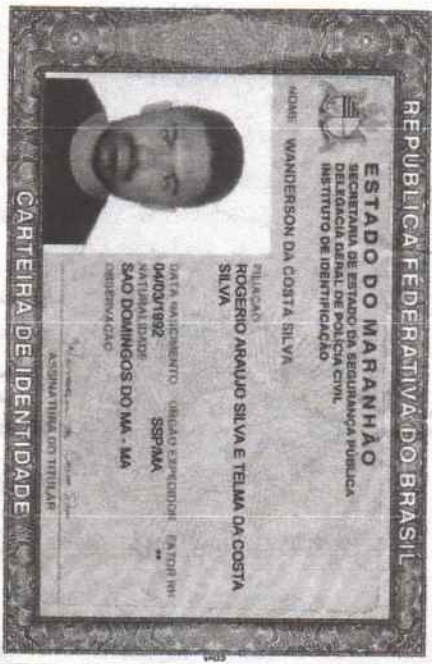 REPÚBLICA FEDERATIVA DO BRASIL
ESTADO DO MARANHÃO
SECRETARIA DE ESTADO DA SEGURANÇA PÚBLICA
DELEGACIA GERAL DE POLÍCIA CIVIL
INSTITUTO DE IDENTIFICAÇÃO
NOME WANDERSON DA COSTA SILVA
FILIAÇÃO
ROGERIO ARAUJO SILVA E TELMA DA COSTA
SILVA
DATA NASCIMENTO ORGÃO EXPEDIDOR FATOR RH
04/03/1992 SSP/MA **
NATURALIDADE
SAO DOMINGOS DO MA - MA
OBSERVAÇÃO
ASSINATURA DO TITULAR
CARTEIRA DE IDENTIDADE